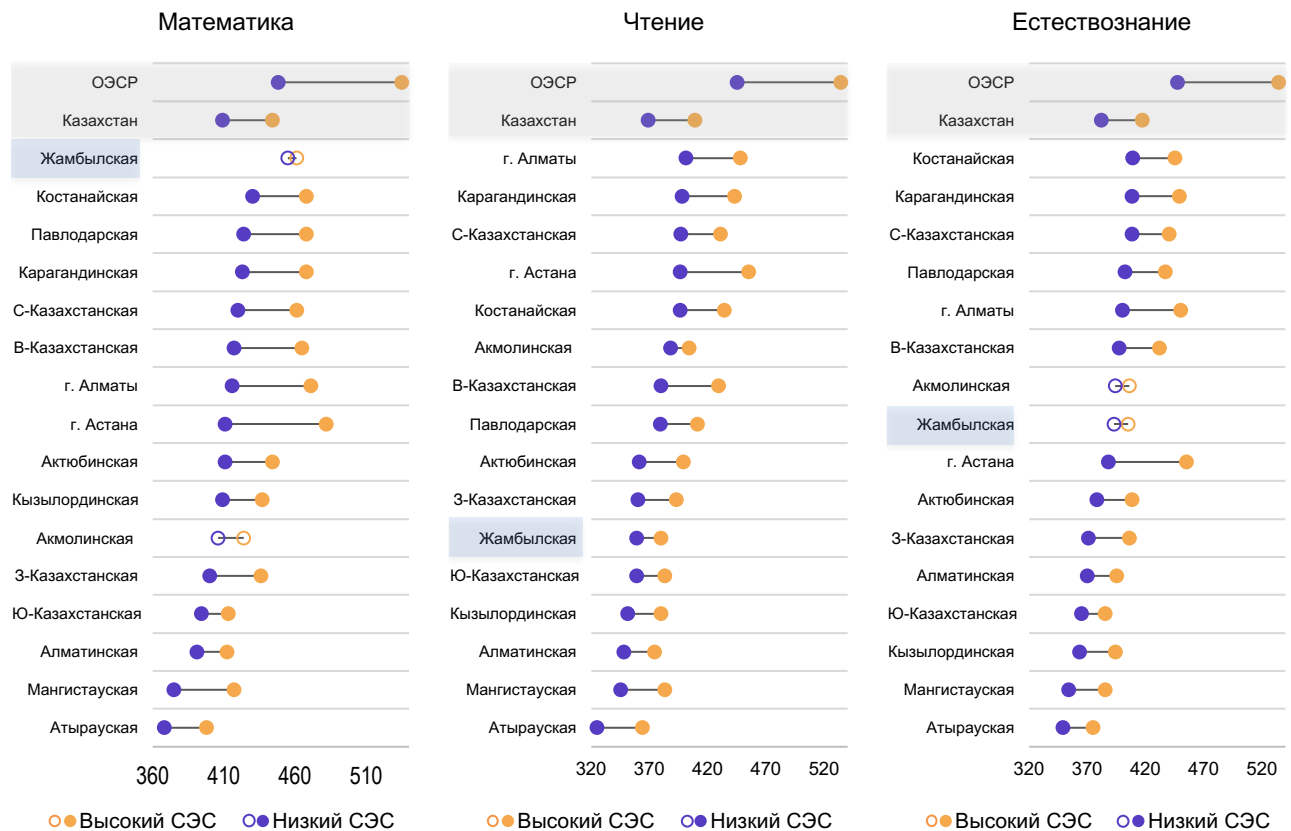 Математика
ОЭСР
Казахстан
Жамбылская
Костанайская
Павлодарская
Карагандинская
С-Казахстанская
В-Казахстанская
г. Алматы
г. Астана
Актюбинская
Кызылординская
Акмолинская
З-Казахстанская
Ю-Казахстанская
Алматинская
Мангистауская
Атырауская
360 410 460 510
Высокий СЭС Низкий СЭС
Чтение
ОЭСР
Казахстан
г. Алматы
Карагандинская
С-Казахстанская
г. Астана
Костанайская
Акмолинская
В-Казахстанская
Павлодарская
Актюбинская
З-Казахстанская
Жамбылская
Ю-Казахстанская
Кызылординская
Алматинская
Мангистауская
Атырауская
320 370 420 470 520
Высокий СЭС Низкий СЭС
Естествознание
ОЭСР
Казахстан
Костанайская
Карагандинская
С-Казахстанская
Павлодарская
г. Алматы
В-Казахстанская
Акмолинская
Жамбылская
г. Астана
Актюбинская
З-Казахстанская
Алматинская
Ю-Казахстанская
Кызылординская
Мангистауская
Атырауская
320 370 420 470 520
Высокий СЭС Низкий СЭС